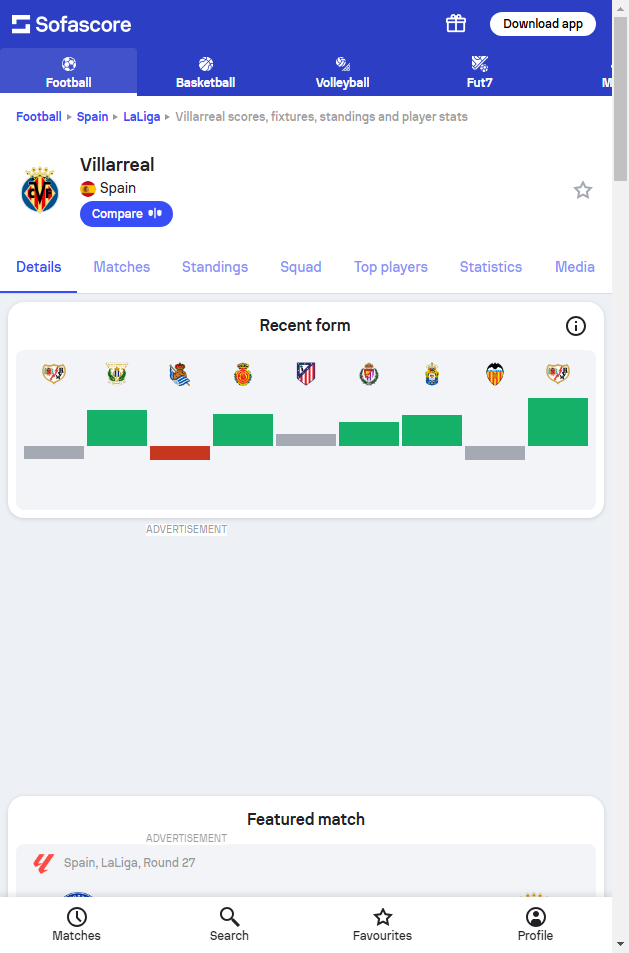 Sofascore
Download app
Football
Basketball
Volleyball
Fut7
Football Spain LaLiga Villarreal scores, fixtures, standings and player stats
Villarreal
Spain
Compare
Details Matches Standings Squad Top players Statistics Media
Recent form
ADVERTISEMENT
Featured match
ADVERTISEMENT
Spain, LaLiga, Round 27
Matches
Search
Favourites
Profile